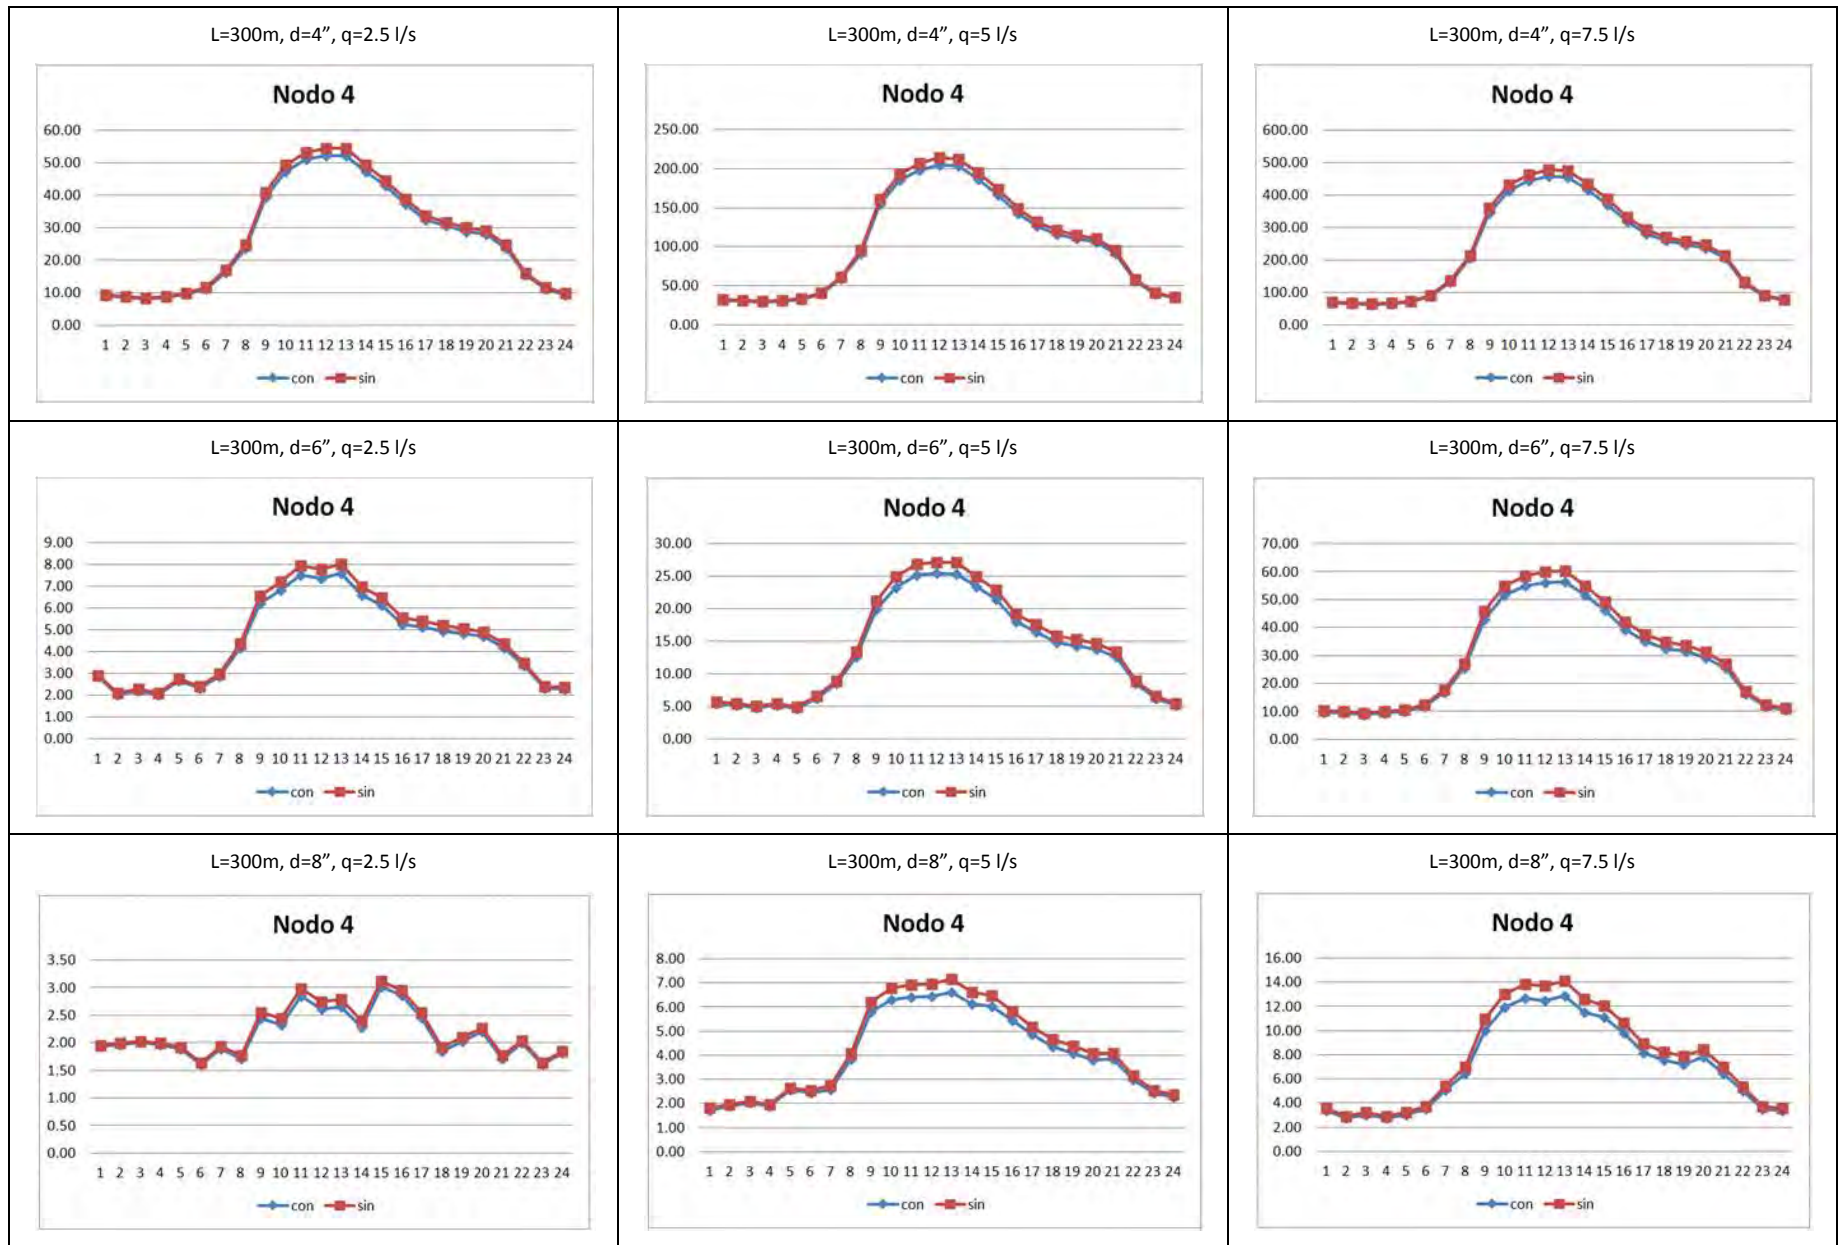 L=300m, d=4”, q=2.5 l/s
Nodo 4
60.00
50.00
40.00
30.00
20.00
10.00
0.00
1 2 3 4 5 6 7 8 9 10 11 12 13 14 15 16 17 18 19 20 21 22 23 24
con sin
L=300m, d=4”, q=5 l/s
Nodo 4
250.00
200.00
150.00
100.00
50.00
0.00
1 2 3 4 5 6 7 8 9 10 11 12 13 14 15 16 17 18 19 20 21 22 23 24
con sin
L=300m, d=4”, q=7.5 l/s
Nodo 4
600.00
500.00
400.00
300.00
200.00
100.00
0.00
1 2 3 4 5 6 7 8 9 10 11 12 13 14 15 16 17 18 19 20 21 22 23 24
con sin
L=300m, d=6”, q=2.5 l/s
Nodo 4
9.00
8.00
7.00
6.00
5.00
4.00
3.00
2.00
1.00
0.00
1 2 3 4 5 6 7 8 9 10 11 12 13 14 15 16 17 18 19 20 21 22 23 24
con sin
L=300m, d=6”, q=5 l/s
Nodo 4
30.00
25.00
20.00
15.00
10.00
5.00
0.00
1 2 3 4 5 6 7 8 9 10 11 12 13 14 15 16 17 18 19 20 21 22 23 24
con sin
L=300m, d=6”, q=7.5 l/s
Nodo 4
70.00
60.00
50.00
40.00
30.00
20.00
10.00
0.00
1 2 3 4 5 6 7 8 9 10 11 12 13 14 15 16 17 18 19 20 21 22 23 24
con sin
L=300m, d=8”, q=2.5 l/s
Nodo 4
3.50
3.00
2.50
2.00
1.50
1.00
0.50
0.00
1 2 3 4 5 6 7 8 9 10 11 12 13 14 15 16 17 18 19 20 21 22 23 24
con sin
L=300m, d=8”, q=5 l/s
Nodo 4
8.00
7.00
6.00
5.00
4.00
3.00
2.00
1.00
0.00
1 2 3 4 5 6 7 8 9 10 11 12 13 14 15 16 17 18 19 20 21 22 23 24
con sin
L=300m, d=8”, q=7.5 l/s
Nodo 4
16.00
14.00
12.00
10.00
8.00
6.00
4.00
2.00
0.00
1 2 3 4 5 6 7 8 9 10 11 12 13 14 15 16 17 18 19 20 21 22 23 24
con sin